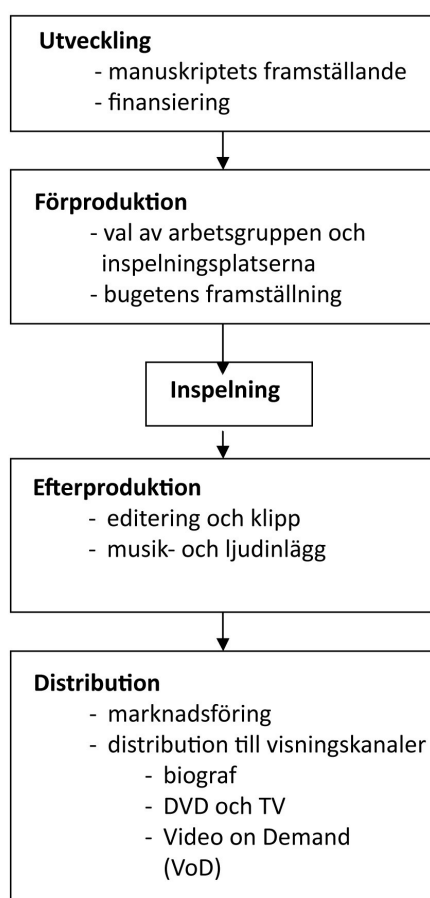 Utveckling
- manuskriptets framställande
- finansiering
Förproduktion
- val av arbetsgruppen och
inspelningsplatserna
- bugetens framställning
Inspelning
Efterproduktion
- editering och klipp
- musik- och ljudinlägg
Distribution
- marknadsföring
- distribution till visningskanaler
- biograf
- DVD och TV
- Video on Demand
(VoD)